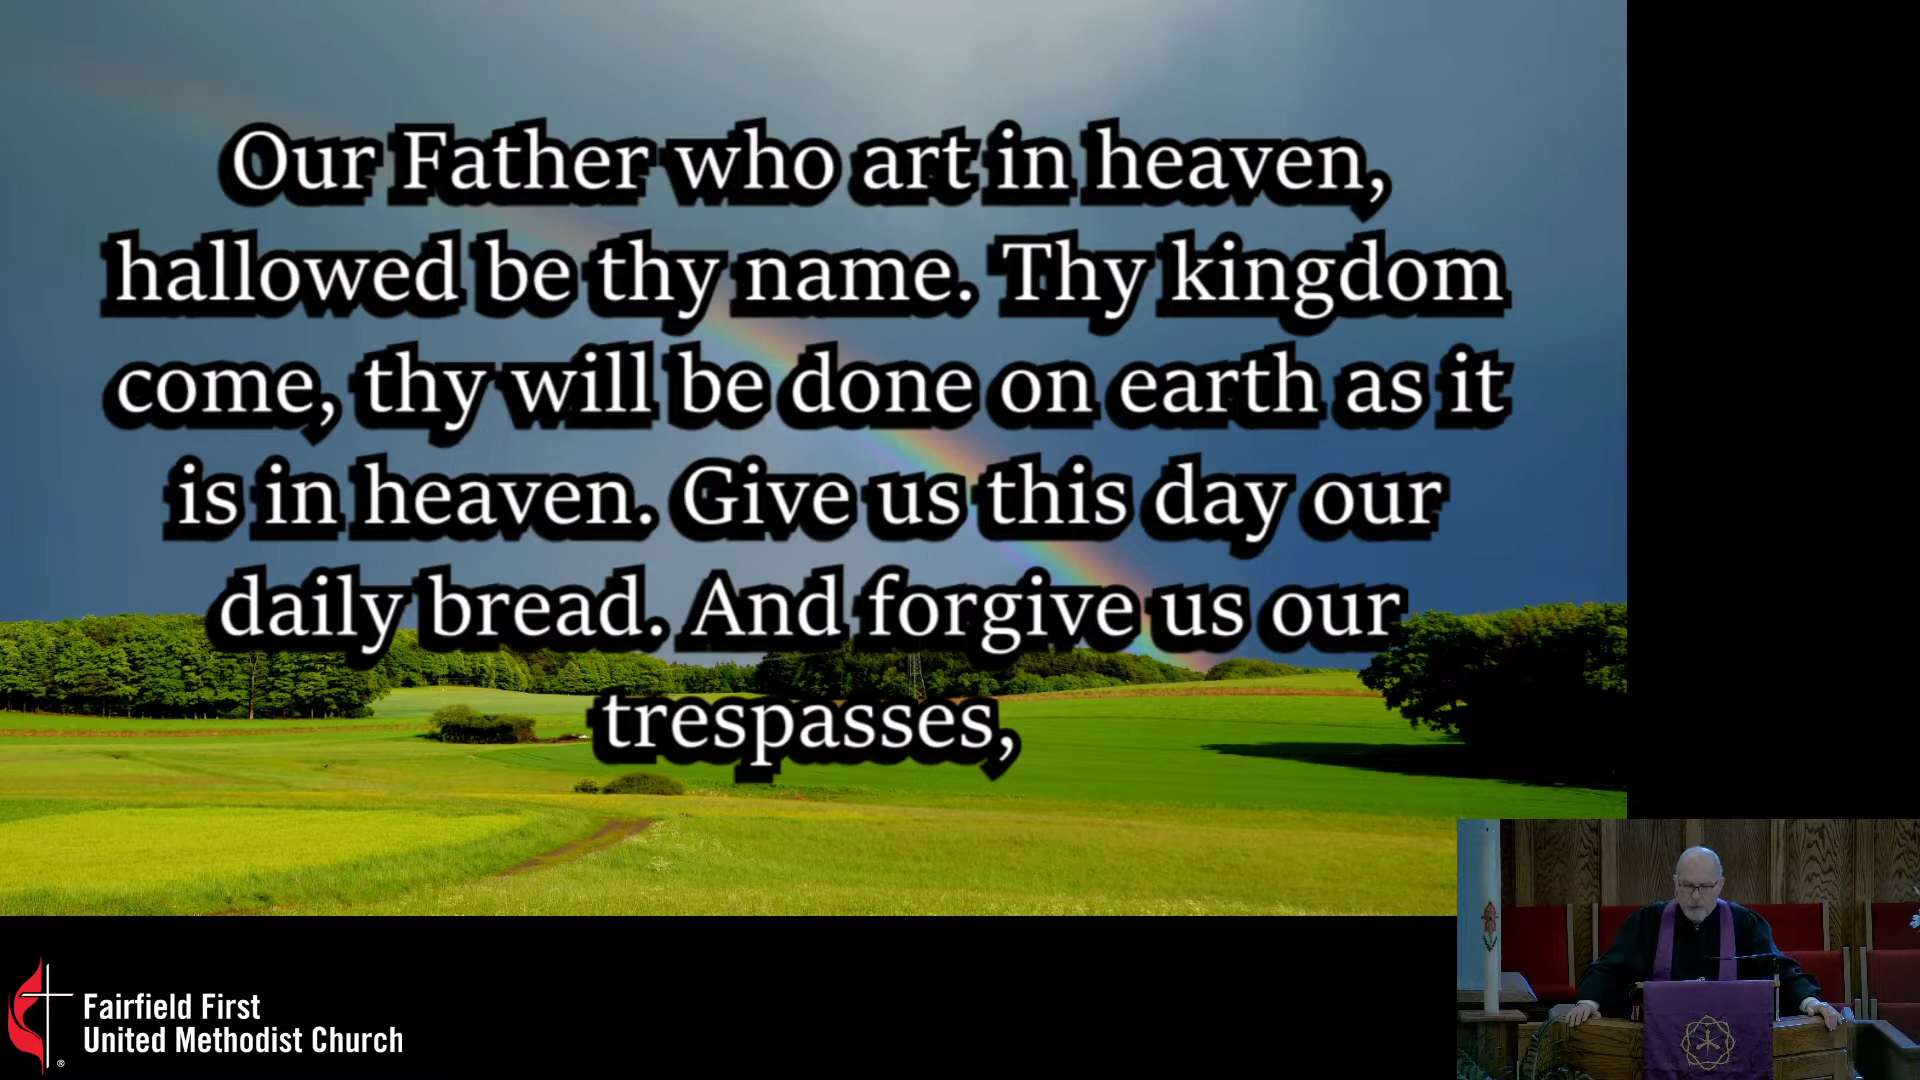 Our Father who art in heaven,
hallowed be thy name. Thy kingdom
come, thy will be done on earth as it
is in heaven. Give us this day our
daily bread. And forgive us our
trespasses,
Fairfield First
United Methodist Church
®